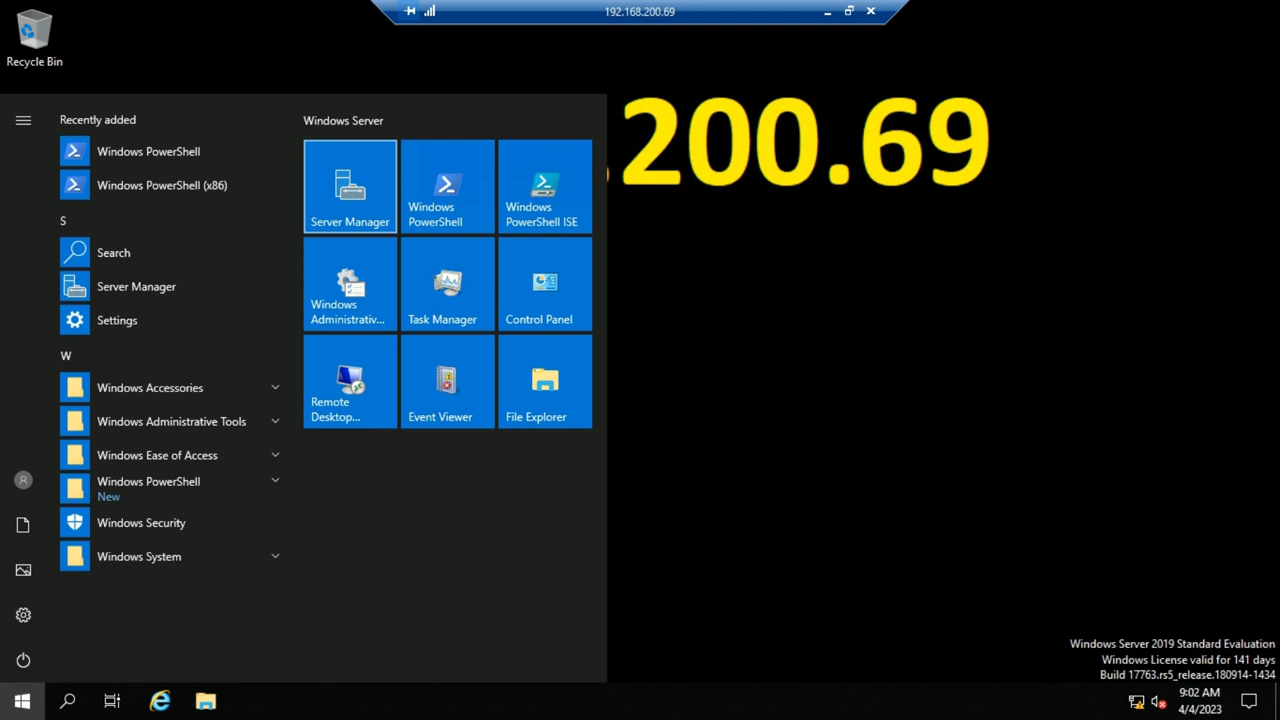 192.168.200.69
Recycle Bin
.200.69
Recently added
Windows PowerShell
Windows PowerShell (x86)
S
Search
Server Manager
Settings
W
Windows Accessories
Windows Administrative Tools
Windows Ease of Access
Windows PowerShell
New
Windows Security
Windows System
Windows Server
Server Manager
Windows
PowerShell
Windows
PowerShell ISE
Windows
Administrativ...
Task Manager
Control Panel
Remote
Desktop...
Event Viewer
File Explorer
Windows Server 2019 Standard Evaluation
Windows License valid for 141 days
Build 17763.rs5_release.180914-1434
9:02 AM
4/4/2023